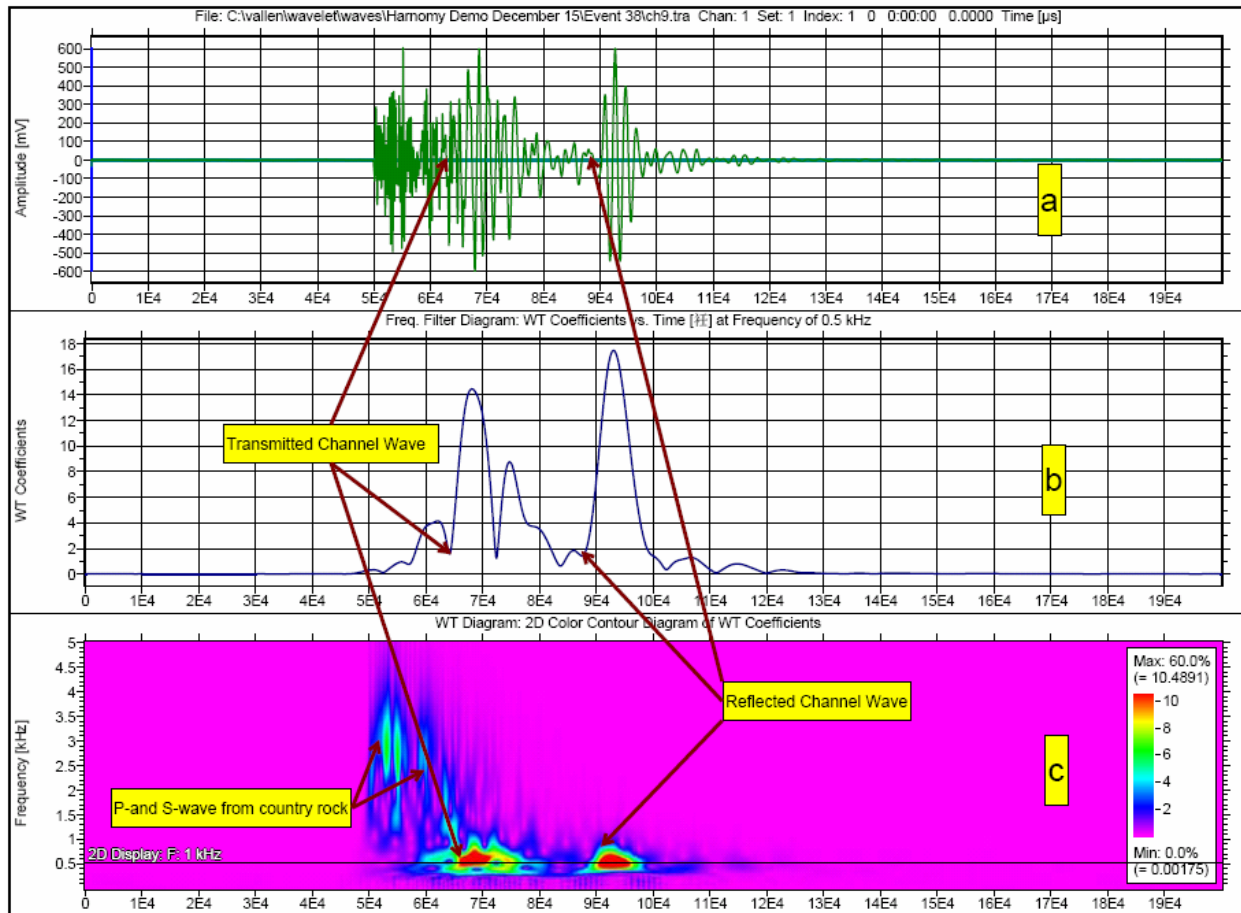 File: C:\vallen\wavelet\waves\Harnomy Demo December 15\Event 38\ch9.tra Chan: 1 Set: 1 Index: 1 0 0:00:00 0.0000 Time [µs]
Amplitude [mV]
600
500
400
300
200
100
0
-100
-200
-300
-400
-500
-600
a
0 1E4 2E4 3E4 4E4 5E4 6E4 7E4 8E4 9E4 10E4 11E4 12E4 13E4 14E4 15E4 16E4 17E4 18E4 19E4
Freq. Filter Diagram: WT Coefficients vs. Time [祄] at Frequency of 0.5 kHz
WT Coefficients
18
16
14
12
10
8
6
4
2
0
Transmitted Channel Wave
b
0 1E4 2E4 3E4 4E4 5E4 6E4 7E4 8E4 9E4 10E4 11E4 12E4 13E4 14E4 15E4 16E4 17E4 18E4 19E4
WT Diagram: 2D Color Contour Diagram of WT Coefficients
Frequency [kHz]
5
4.5
4
3.5
3
2.5
2
1.5
1
0.5
Reflected Channel Wave
P-and S-wave from country rock
2D Display: F: 1 kHz
c
Max: 60.0%
(= 10.4891)
10
8
6
4
2
Min: 0.0%
(= 0.00175)
0 1E4 2E4 3E4 4E4 5E4 6E4 7E4 8E4 9E4 10E4 11E4 12E4 13E4 14E4 15E4 16E4 17E4 18E4 19E4